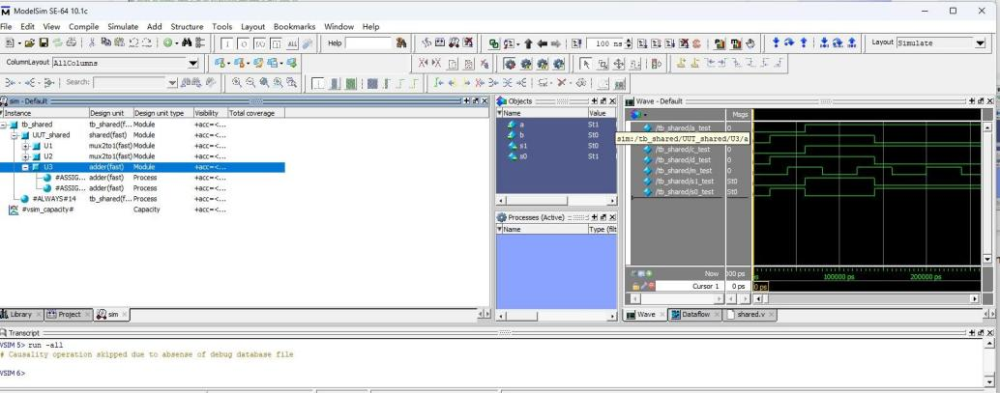 ModelSim SE-64 10.1c
File Edit View Compile Simulate Add Structure Tools Layout Bookmarks Window Help
Help
100 ns
Layout Simulate
ColumnLayout AllColumns
Search:
sim - Default
Instance Design unit Design unit type Visibility Total coverage
tb_shared tb_shared(f... Module +acc=<...
UUT_shared shared(fast) Module +acc=<...
U1 mux2to1(fast) Module +acc=<...
U2 mux2to1(fast) Module +acc=<...
U3 adder(fast) Module +acc=<...
#ASSIG... adder(fast) Process +acc=<...
#ASSIG... adder(fast) Process +acc=<...
#ALWAYS#14 tb_shared(f... Process +acc=<...
#vsim_capacity# Capacity +acc=<...
Objects
Name Value
a St1
b St0
s1 St0
s0 St1
Processes (Active)
Name Type (filt
Wave - Default
Msgs
/tb_shared/a_test 0
sim:/tb_shared/UUT_shared/U3/a
/tb_shared/c_test 0
/tb_shared/d_test 0
/tb_shared/m_test 0
/tb_shared/s1_test St0
/tb_shared/s0_test St0
Now 000 ps
100000 ps 200000 ps
Cursor 1 0 ps
0 ps
Library Project sim
Wave Dataflow shared.v
Transcript
VSIM 5> run -all
# Causality operation skipped due to absense of debug database file
VSIM 6>